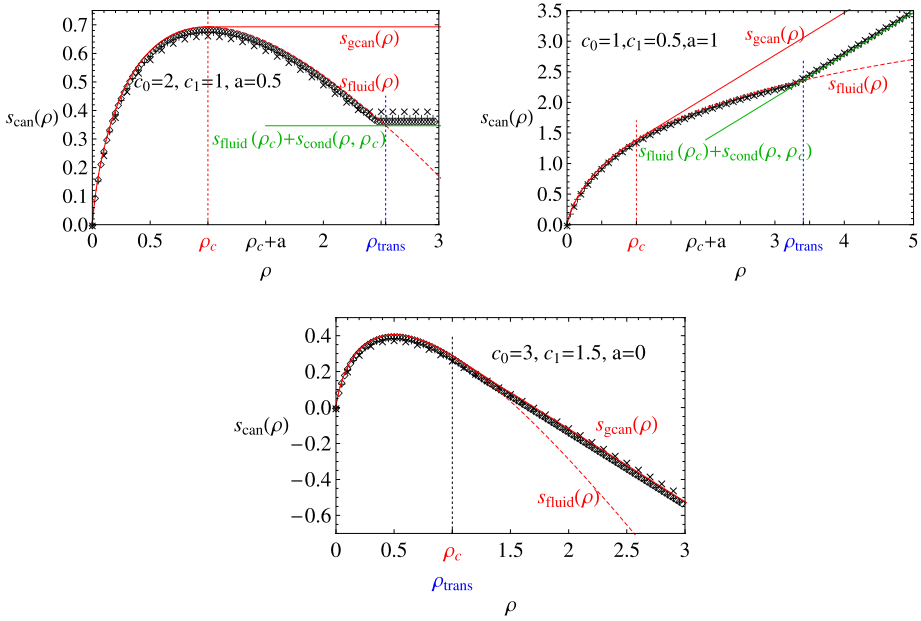 0.7
0.6
0.5
0.4
0.3
0.2
0.1
0.0
s_can(ρ)
s_gcan(ρ)
c_0=2, c_1=1, a=0.5
s_fluid(ρ)
s_fluid(ρ_c)+s_cond(ρ, ρ_c)
0 0.5 ρ_c ρ_c+a 2 ρ_trans 3
ρ
3.5
3.0
2.5
2.0
1.5
1.0
0.5
0.0
s_can(ρ)
c_0=1,c_1=0.5,a=1
s_gcan(ρ)
s_fluid(ρ)
s_fluid(ρ_c)+s_cond(ρ, ρ_c)
0 ρ_c ρ_c+a 3 ρ_trans 4 5
ρ
0.4
0.2
0.0
−0.2
−0.4
−0.6
s_can(ρ)
c_0=3, c_1=1.5, a=0
s_gcan(ρ)
s_fluid(ρ)
0 0.5 ρ_c 1.5 2 2.5 3
ρ_trans
ρ